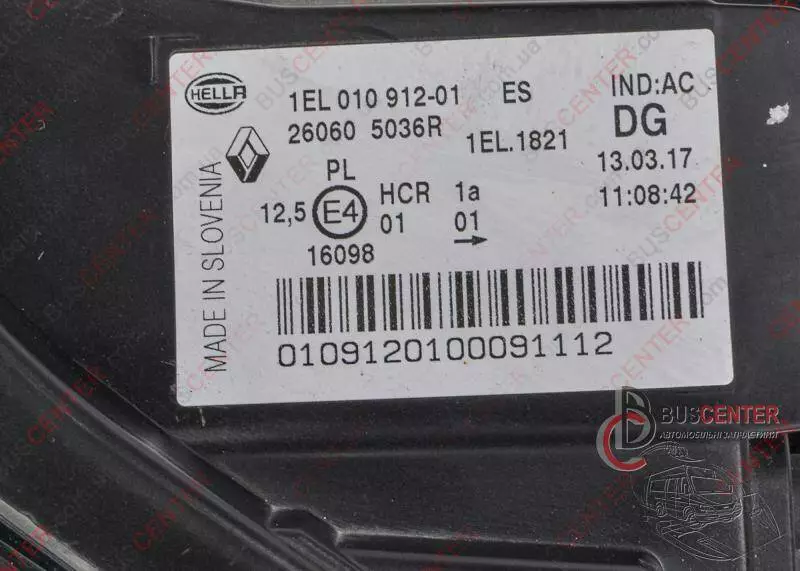 HELLA
1EL 010 912-01 ES IND:AC
26060 5036R 1EL.1821 DG
13.03.17
11:08:42
PL
12,5 E4 HCR 1a
01 01
16098
MADE IN SLOVENIA
0109120100091112
BUSCENTER
АВТОМОБІЛЬНІ ЗАПЧАСТИНИ